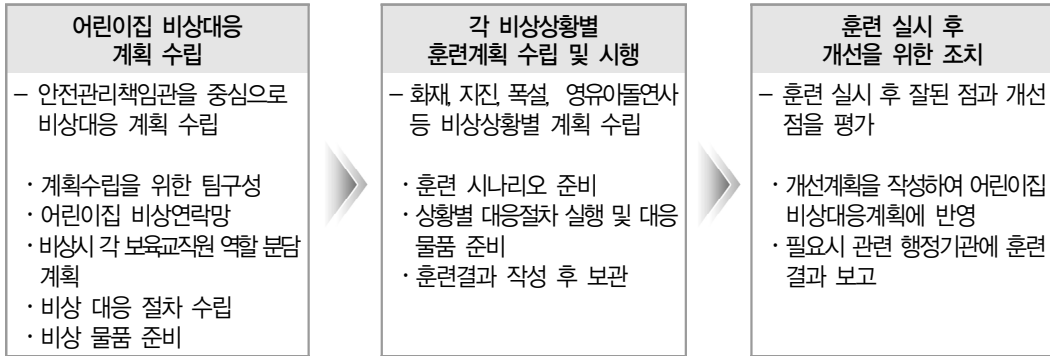 어린이집 비상대응
계획 수립
– 안전관리책임관을 중심으로
비상대응 계획 수립
· 계획수립을 위한 팀구성
· 어린이집 비상연락망
· 비상시 각 보육교직원 역할 분담
계획
· 비상 대응 절차 수립
· 비상 물품 준비
각 비상상황별
훈련계획 수립 및 시행
– 화재, 지진, 폭설, 영유아돌연사
등 비상상황별 계획 수립
· 훈련 시나리오 준비
· 상황별 대응절차 실행 및 대응
물품 준비
· 훈련결과 작성 후 보관
훈련 실시 후
개선을 위한 조치
– 훈련 실시 후 잘된 점과 개선
점을 평가
· 개선계획을 작성하여 어린이집
비상대응계획에 반영
· 필요시 관련 행정기관에 훈련
결과 보고